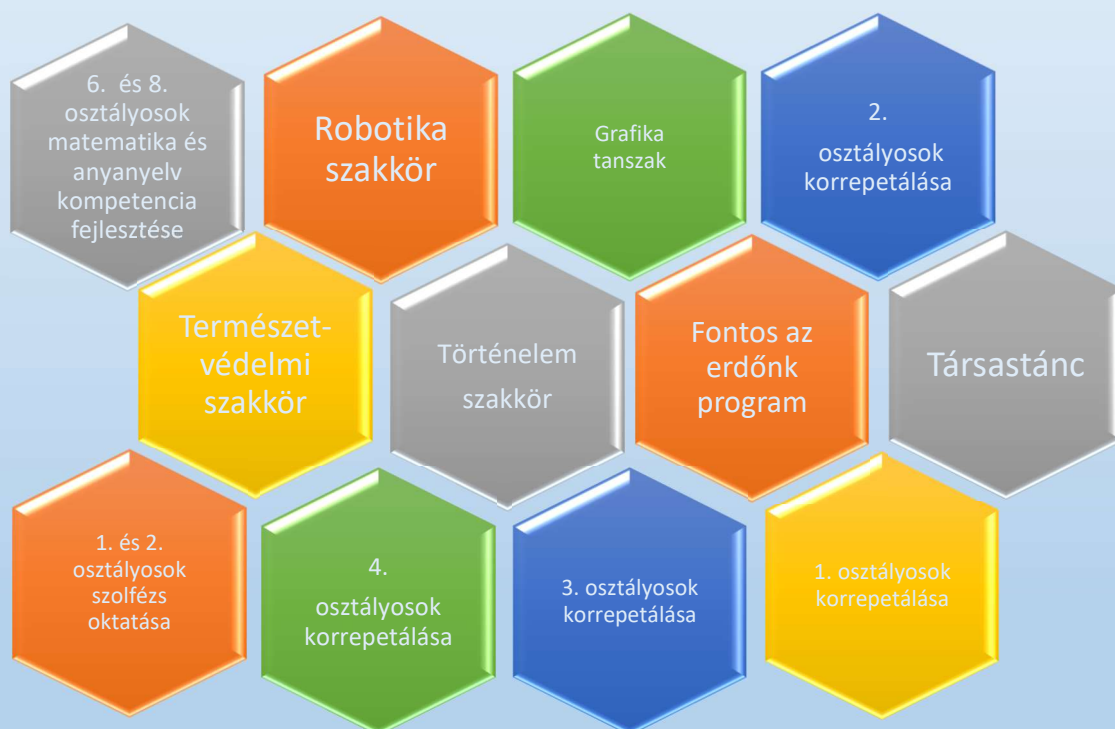 6. és 8.
osztályosok
matematika és
anyanyelv
kompetencia
fejlesztése
Robotika
szakkör
Grafika
tanszak
2.
osztályosok
korrepetálása
Természet-
védelmi
szakkör
Történelem
szakkör
Fontos az
erdőnk
program
Társastánc
1. és 2.
osztályosok
szolfézs
oktatása
4.
osztályosok
korrepetálása
3. osztályosok
korrepetálása
1. osztályosok
korrepetálása